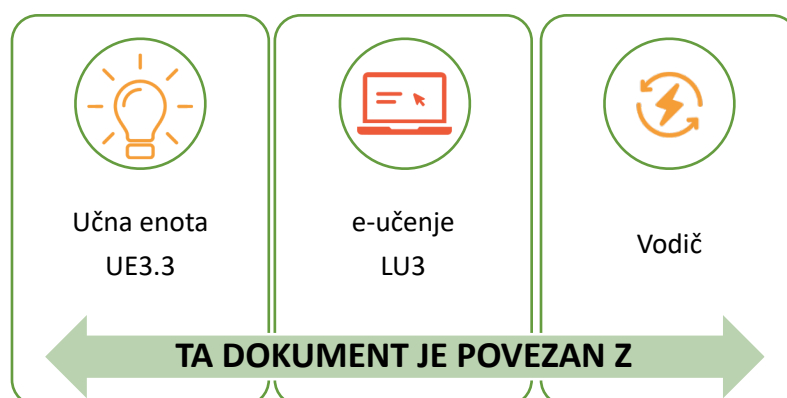 Učna enota
UE3.3
e-učenje
LU3
Vodič
TA DOKUMENT JE POVEZAN Z